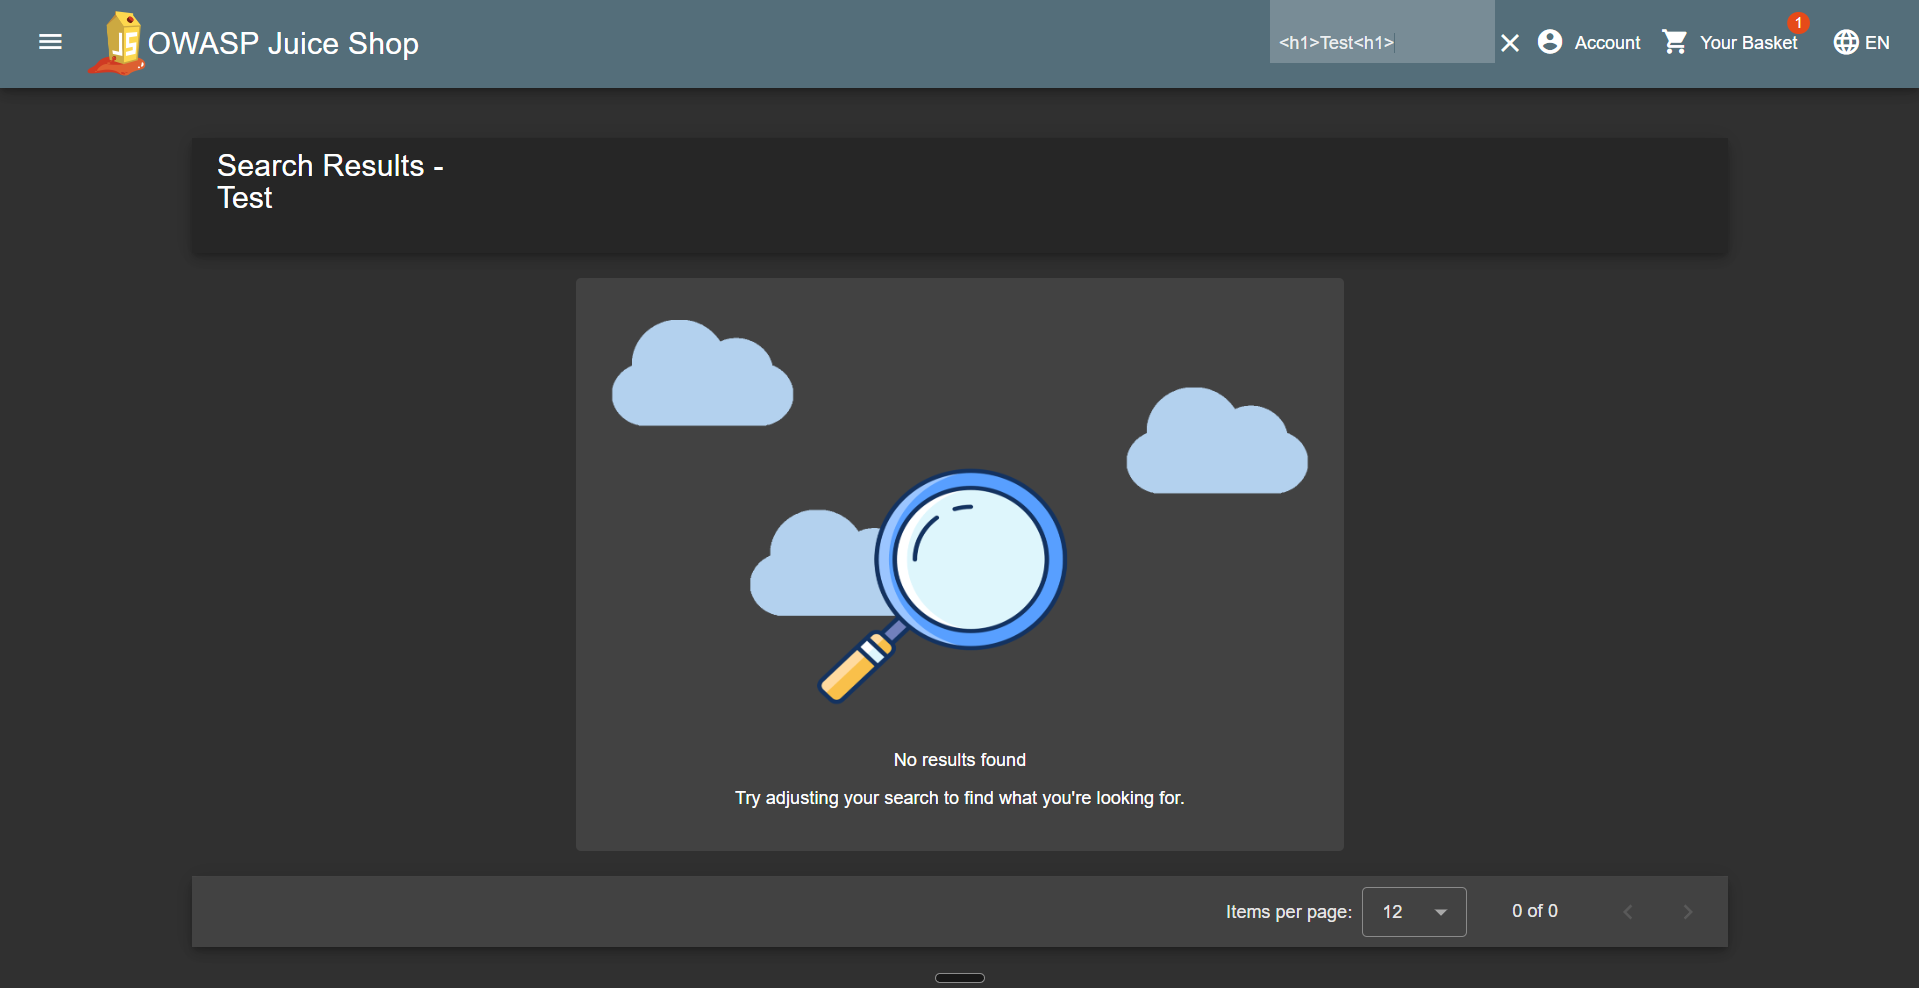 JS OWASP Juice Shop
<h1>Test<h1>
Account
1
Your Basket
EN
Search Results -
Test
No results found
Try adjusting your search to find what you're looking for.
Items per page: 12 0 of 0